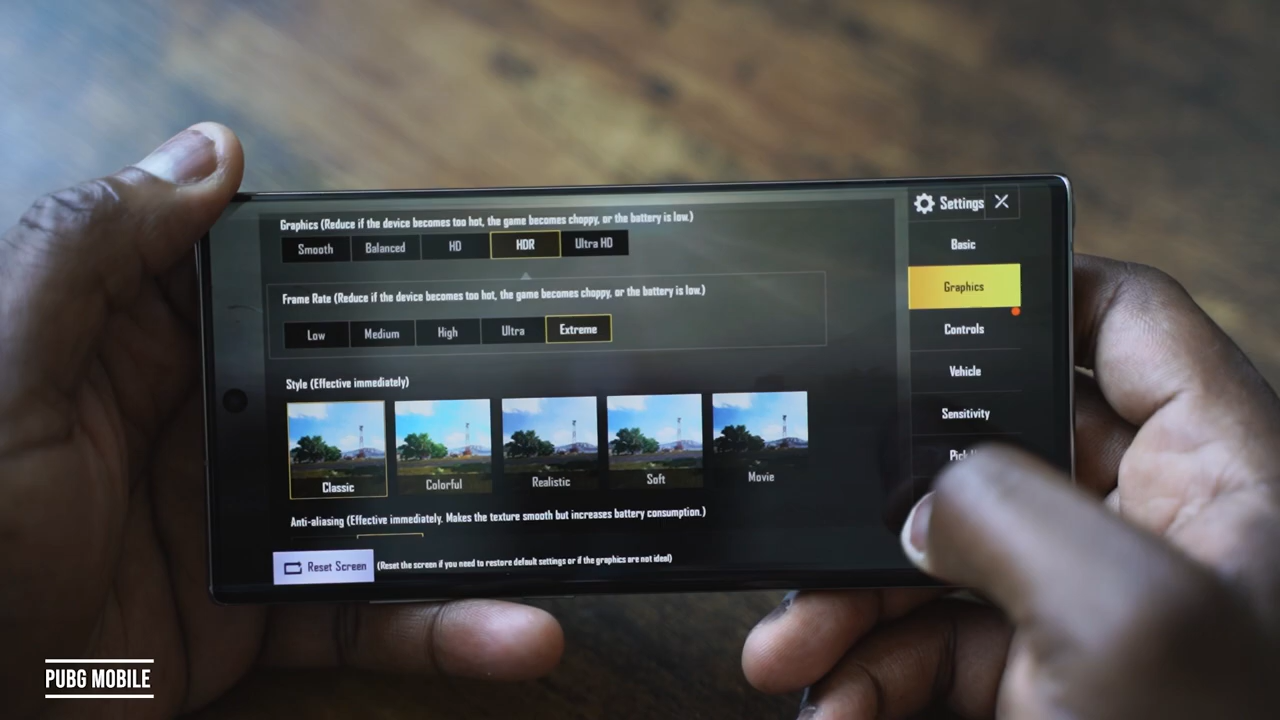 Settings
Graphics (Reduce if the device becomes too hot, the game becomes choppy, or the battery is low.)
Smooth Balanced HD HDR Ultra HD
Frame Rate (Reduce if the device becomes too hot, the game becomes choppy, or the battery is low.)
Low Medium High Ultra Extreme
Style (Effective immediately)
Classic Colorful Realistic Soft Movie
Anti-aliasing (Effective immediately. Makes the texture smooth but increases battery consumption.)
Reset Screen (Reset the screen if you need to restore default settings or if the graphics are not ideal)
Basic
Graphics
Controls
Vehicle
Sensitivity
PUBG MOBILE